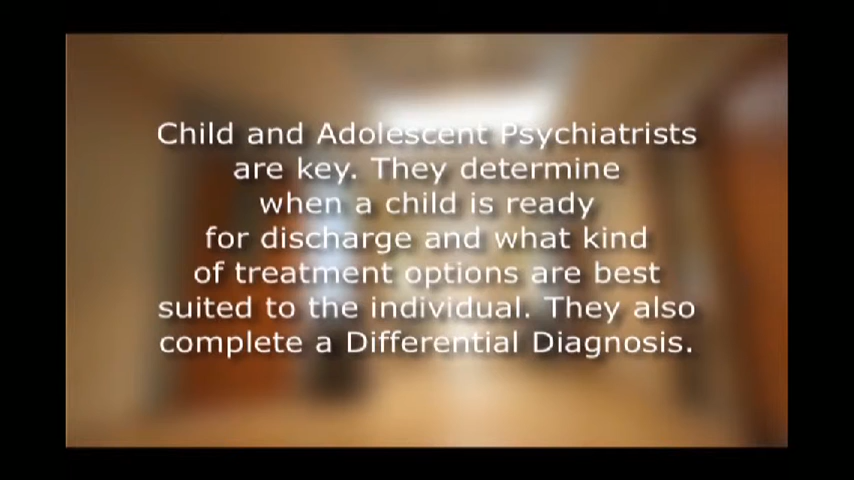 Child and Adolescent Psychiatrists
are key. They determine
when a child is ready
for discharge and what kind
of treatment options are best
suited to the individual. They also
complete a Differential Diagnosis.